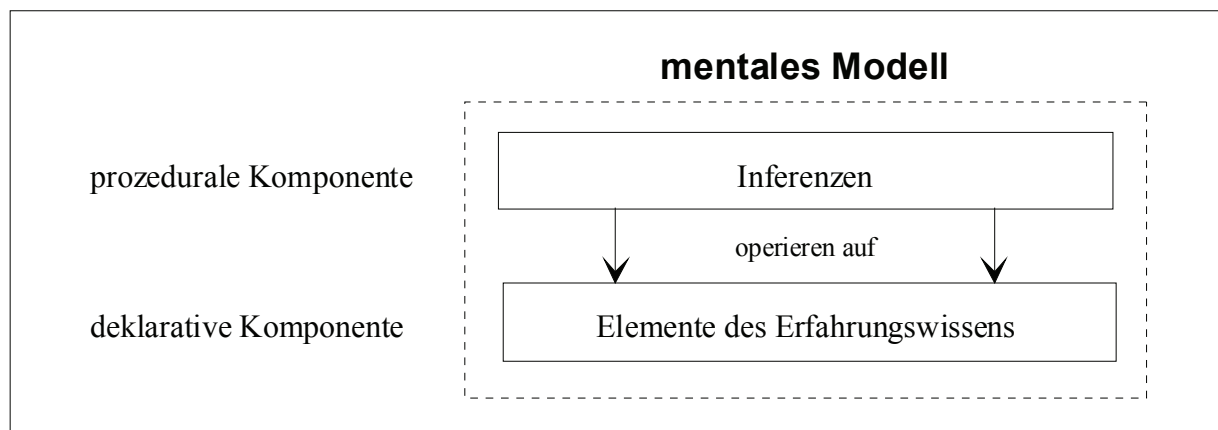 mentales Modell
prozedurale Komponente
Inferenzen
operieren auf
deklarative Komponente
Elemente des Erfahrungswissens